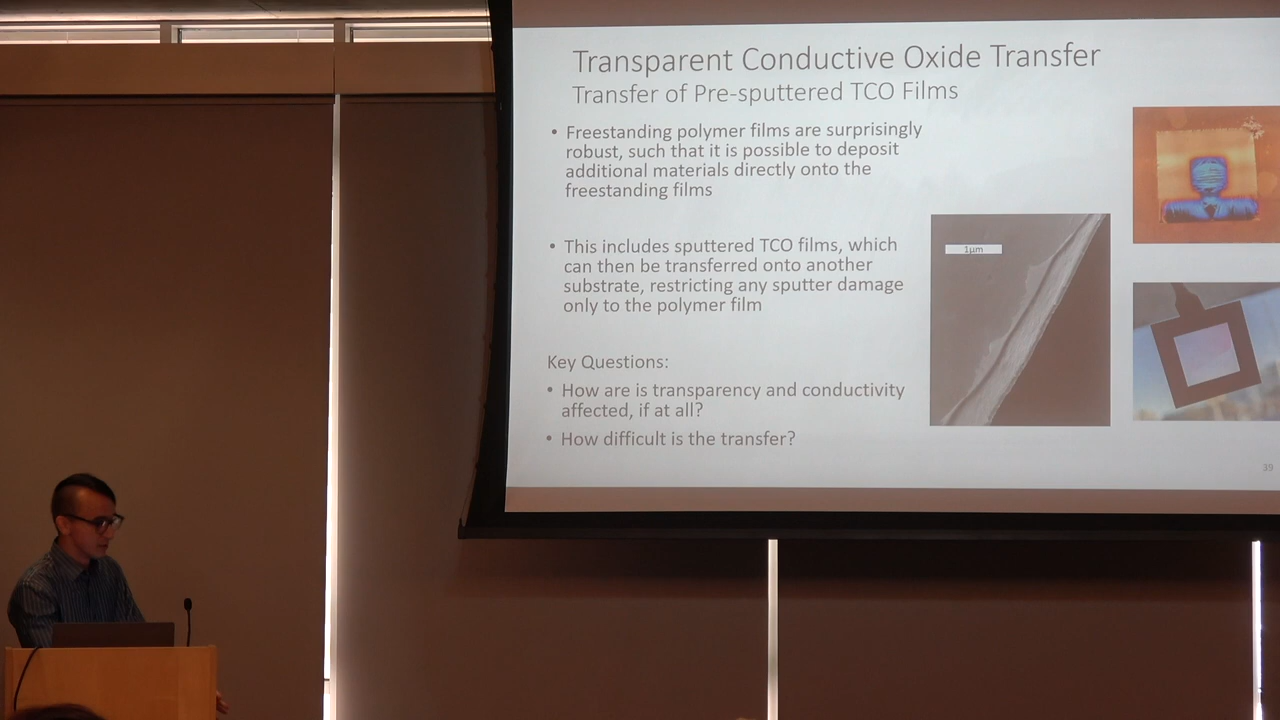 Transparent Conductive Oxide Transfer
Transfer of Pre-sputtered TCO Films
• Freestanding polymer films are surprisingly
robust, such that it is possible to deposit
additional materials directly onto the
freestanding films
• This includes sputtered TCO films, which
can then be transferred onto another
substrate, restricting any sputter damage
only to the polymer film
Key Questions:
• How are is transparency and conductivity
affected, if at all?
• How difficult is the transfer?
1µm
39